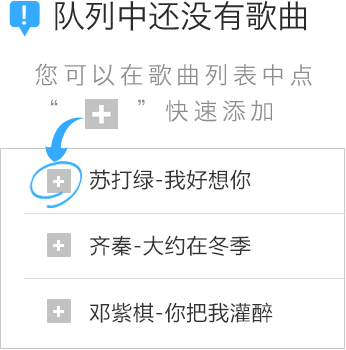 队列中还没有歌曲
您可以在歌曲列表中点
“ + ” 快速添加
苏打绿-我好想你
齐秦-大约在冬季
邓紫棋-你把我灌醉